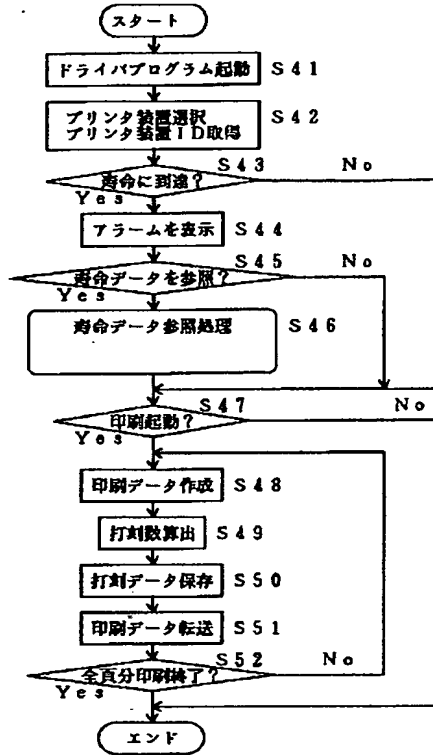 スタート
ドライバプログラム起動 S41
プリンタ装置選択
プリンタ装置ID取得
S42
S43
寿命に到達?
No
Yes
アラームを表示 S44
S45
寿命データを参照?
No
Yes
寿命データ参照処理 S46
S47
印刷起動?
No
Yes
印刷データ作成 S48
打刻数算出 S49
打刻データ保存 S50
印刷データ転送 S51
S52
全頁分印刷終了?
No
Yes
エンド